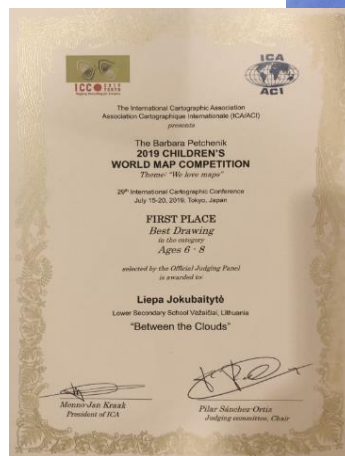 ICC 2019 TOKYO
ICA
ACI
The International Cartographic Association
Association Cartographique Internationale (ICA/ACI)
presents
The Barbara Petchenik
2019 CHILDREN'S
WORLD MAP COMPETITION
Theme: "We love maps"
29th International Cartographic Conference
July 15-20, 2019, Tokyo, Japan
FIRST PLACE
Best Drawing
in the category
Ages 6 - 8
selected by the Official Judging Panel
is awarded to:
Liepa Jokubaitytė
Lower Secondary School Vėžaičiai, Lithuania
"Between the Clouds"
Menno-Jan Kraak
President of ICA
Pilar Sánchez-Ortiz
Judging committee, Chair